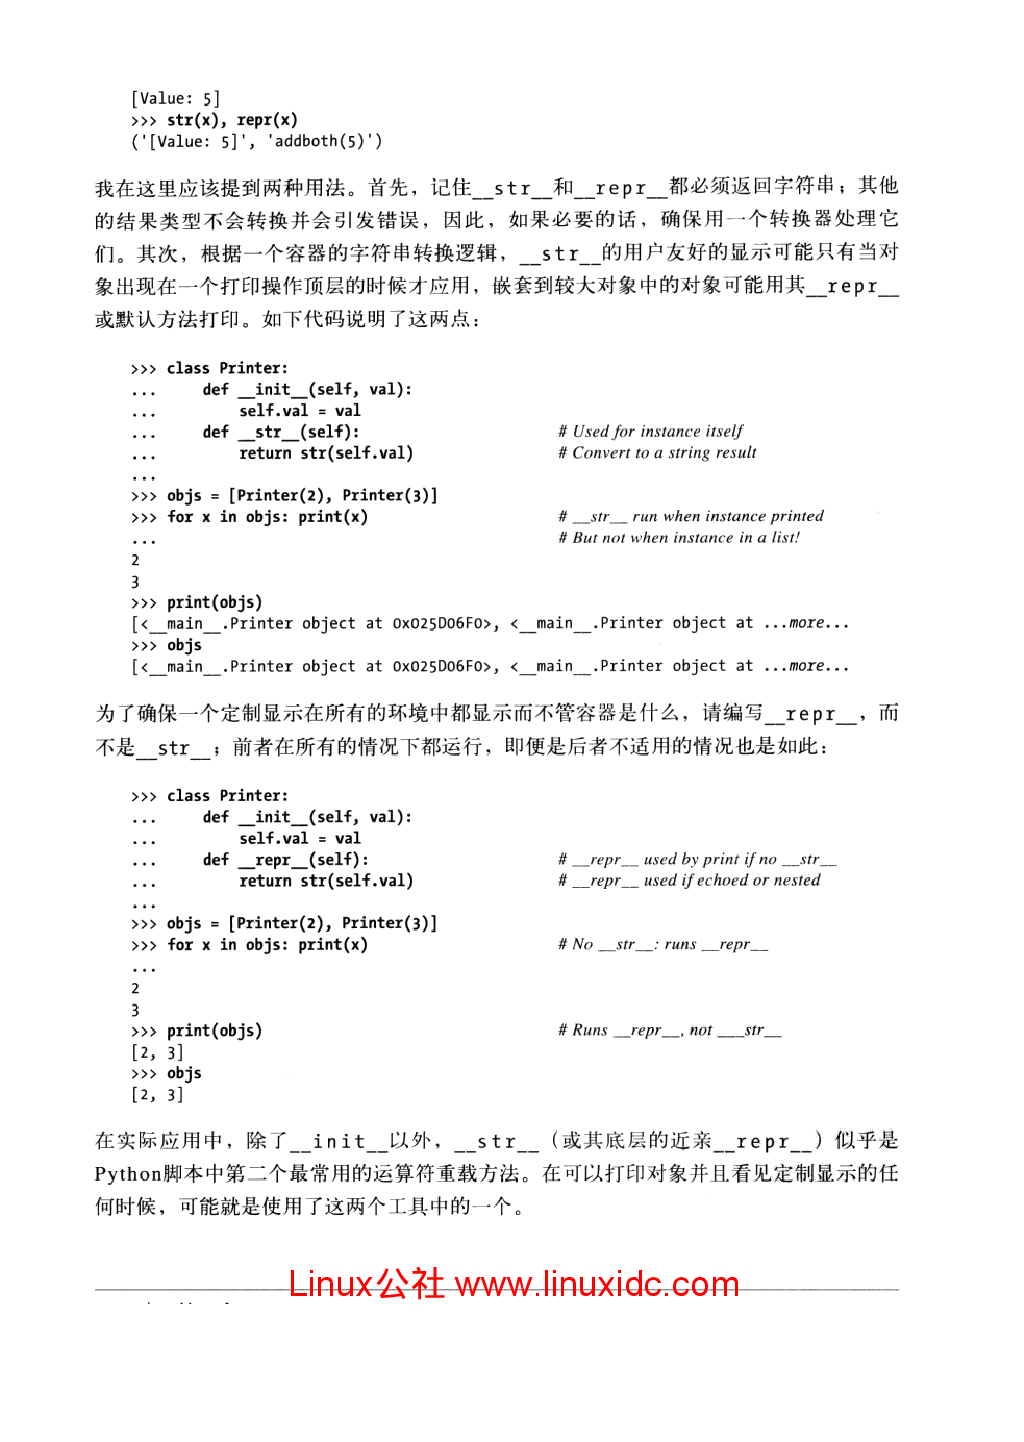 [Value: 5]
>>> str(x), repr(x)
('[Value: 5]', 'addboth(5)')
我在这里应该提到两种用法。首先，记住__str__和__repr__都必须返回字符串；其他
的结果类型不会转换并会引发错误，因此，如果必要的话，确保用一个转换器处理它
们。其次，根据一个容器的字符串转换逻辑，__str__的用户友好的显示可能只有当对
象出现在一个打印操作顶层的时候才应用，嵌套到较大对象中的对象可能用其__repr__
或默认方法打印。如下代码说明了这两点：
>>> class Printer:
...     def __init__(self, val):
...         self.val = val
...     def __str__(self):                # Used for instance itself
...         return str(self.val)          # Convert to a string result
...
>>> objs = [Printer(2), Printer(3)]
>>> for x in objs: print(x)               # __str__ run when instance printed
...                                       # But not when instance in a list!
2
3
>>> print(objs)
[<__main__.Printer object at 0x025D06F0>, <__main__.Printer object at ...more...
>>> objs
[<__main__.Printer object at 0x025D06F0>, <__main__.Printer object at ...more...
为了确保一个定制显示在所有的环境中都显示而不管容器是什么，请编写__repr__，而
不是__str__；前者在所有的情况下都运行，即便是后者不适用的情况也是如此：
>>> class Printer:
...     def __init__(self, val):
...         self.val = val
...     def __repr__(self):               # __repr__ used by print if no __str__
...         return str(self.val)          # __repr__ used if echoed or nested
...
>>> objs = [Printer(2), Printer(3)]
>>> for x in objs: print(x)               # No __str__: runs __repr__
...
2
3
>>> print(objs)                           # Runs __repr__, not ___str__
[2, 3]
>>> objs
[2, 3]
在实际应用中，除了__init__以外，__str__（或其底层的近亲__repr__）似乎是
Python脚本中第二个最常用的运算符重载方法。在可以打印对象并且看见定制显示的任
何时候，可能就是使用了这两个工具中的一个。
Linux公社 www.linuxidc.com